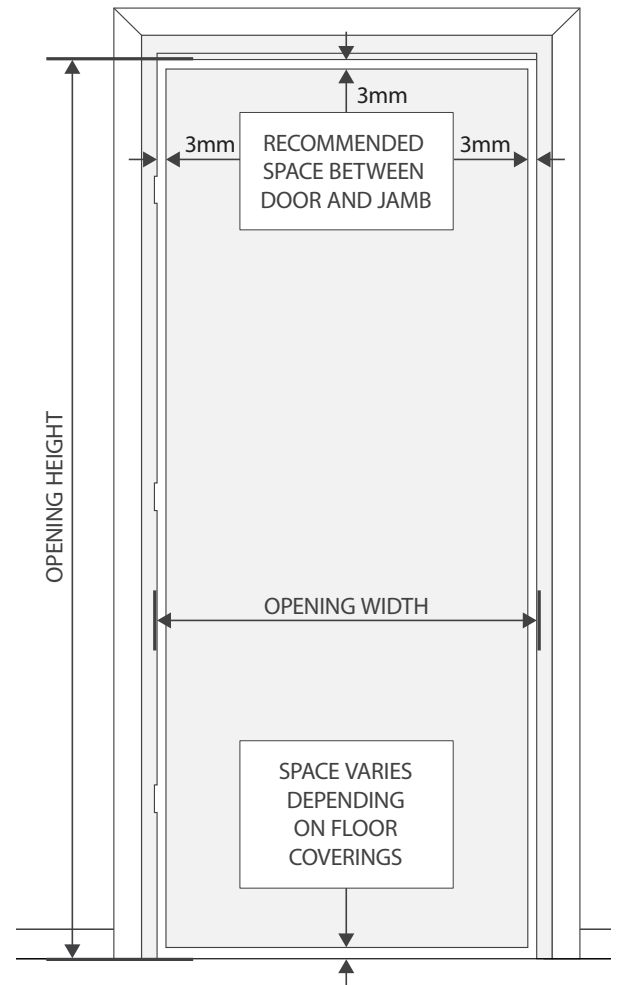 3mm
3mm
3mm
RECOMMENDED
SPACE BETWEEN
DOOR AND JAMB
OPENING HEIGHT
OPENING WIDTH
SPACE VARIES
DEPENDING
ON FLOOR
COVERINGS